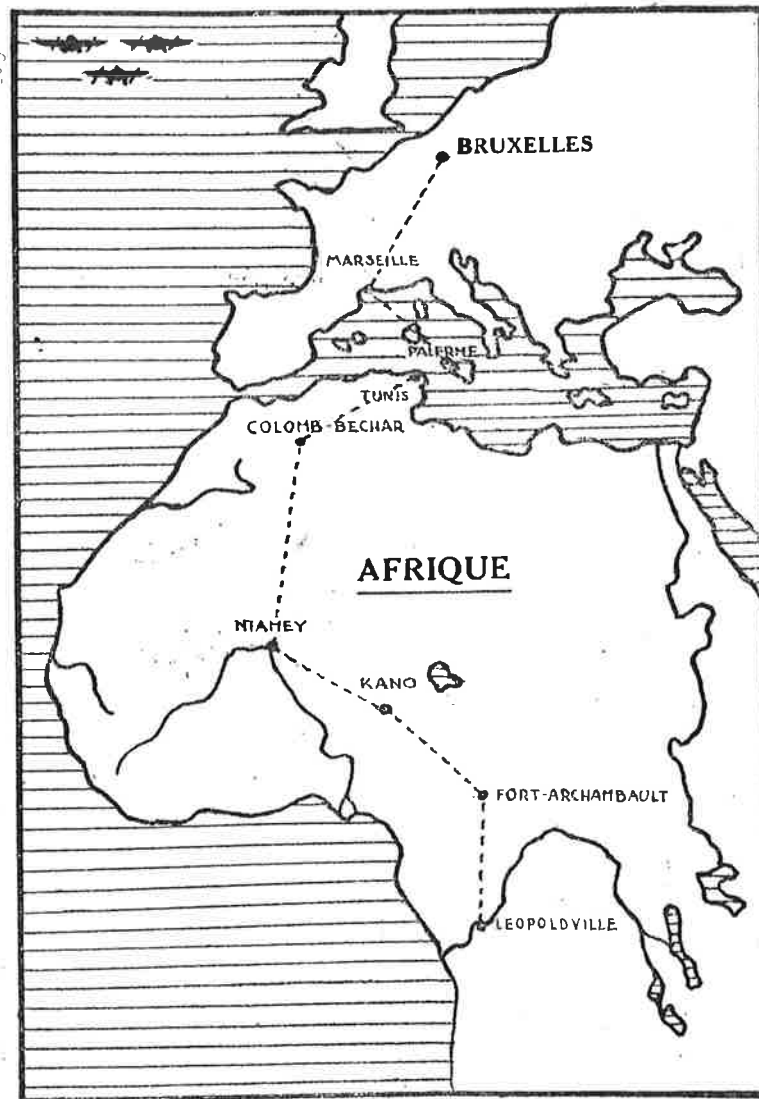 BRUXELLES
MARSEILLE
PALERME
TUNIS
COLOMB-BECHAR
AFRIQUE
NIAMEY
KANO
FORT-ARCHAMBAULT
LEOPOLDVILLE